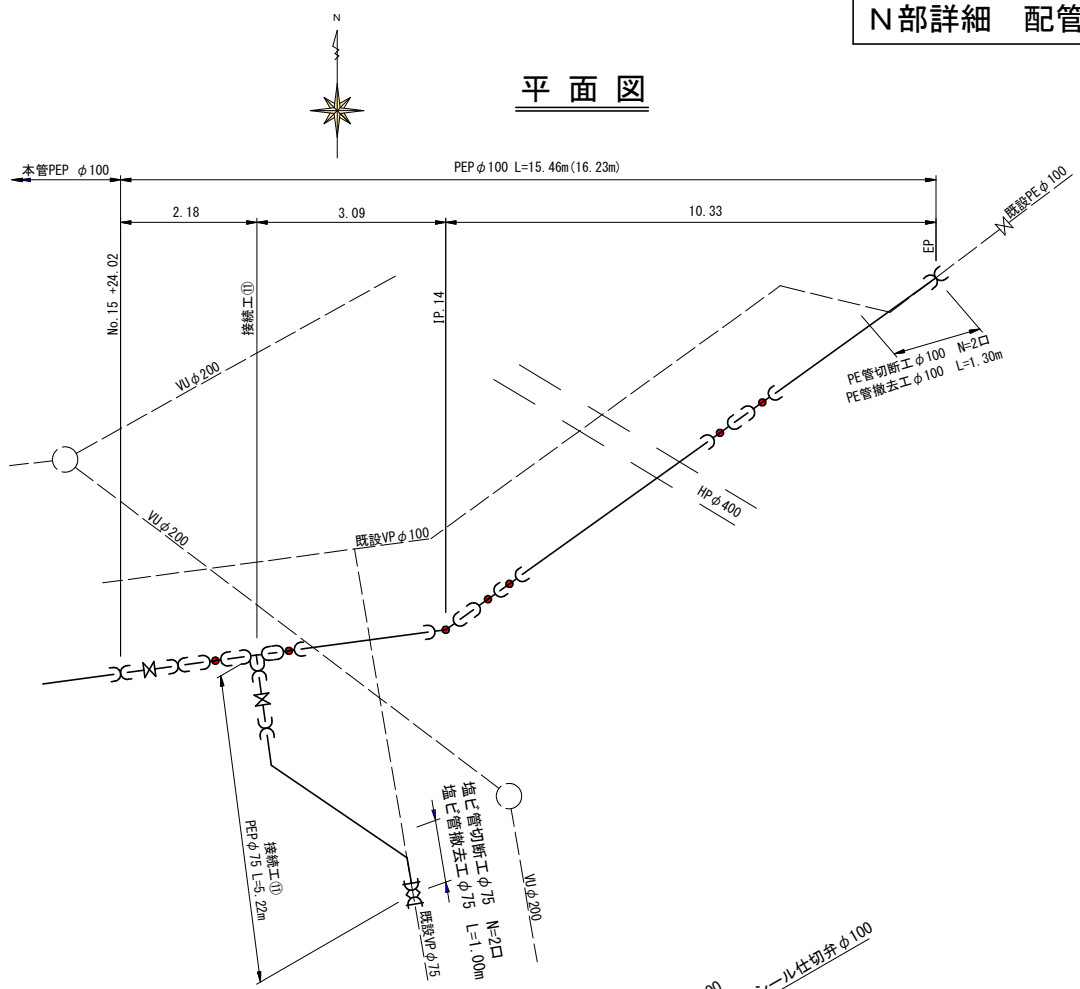 N部詳細 配管
N
平面図
本管PEP φ100
PEPφ100 L=15.46m(16.23m)
既設PEφ100
2.18
3.09
10.33
No.15 +24.02
接続工⑪
IP.14
EP
VUφ200
PE管切断工φ100 N=2口
PE管撤去工φ100 L=1.30m
HPφ400
VUφ200
既設VPφ100
接続工⑪
PEPφ75 L=5.22m
塩ビ管切断工φ75 N=2口
塩ビ管撤去工φ75 L=1.00m
既設VPφ75
VUφ200
シール仕切弁φ100